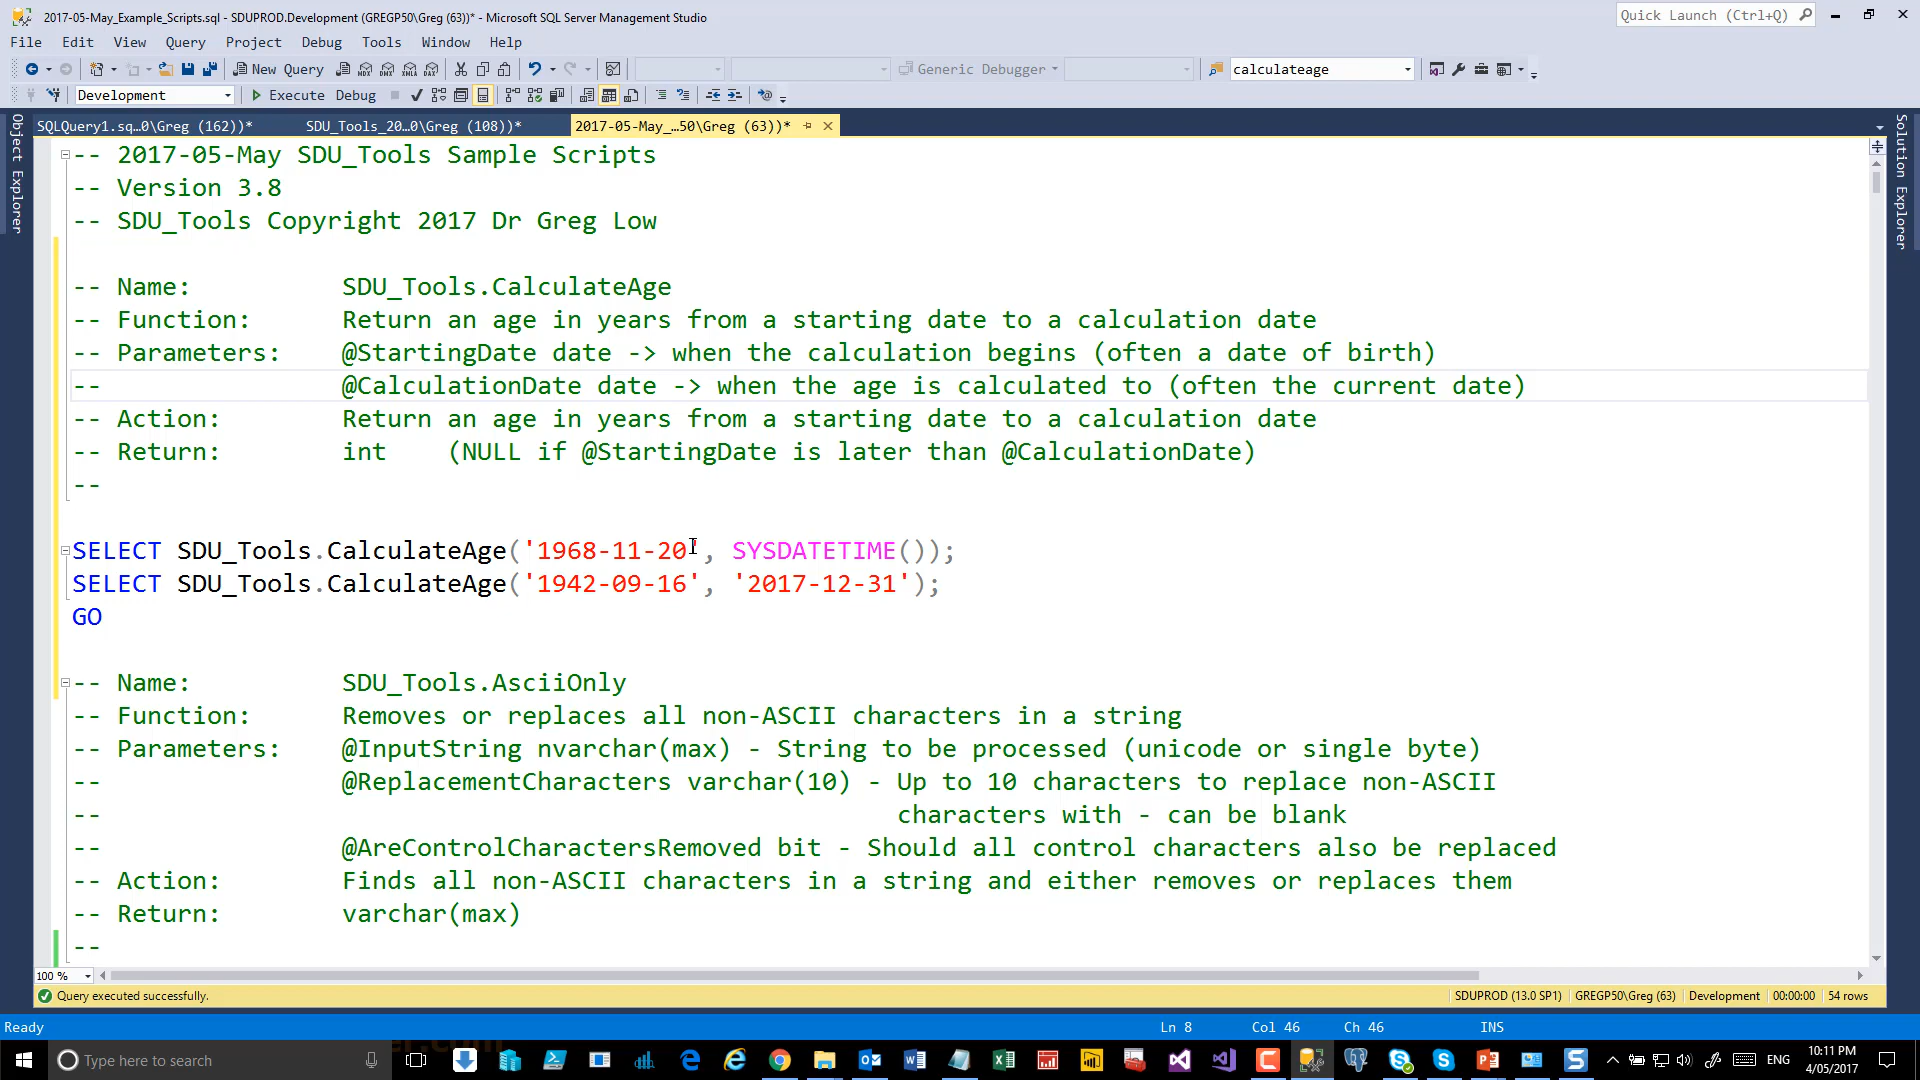 2017-05-May_Example_Scripts.sql - SDUPROD.Development (GREGP50\Greg (63))* - Microsoft SQL Server Management Studio
Quick Launch (Ctrl+Q)
File Edit View Query Project Debug Tools Window Help
New Query
MDX DMX XMLA DAX
Generic Debugger
calculateage
Development
Execute Debug
SQLQuery1.sq...0\Greg (162))*
SDU_Tools_20...0\Greg (108))*
2017-05-May_...50\Greg (63))*
Object Explorer
Solution Explorer
-- 2017-05-May SDU_Tools Sample Scripts
-- Version 3.8
-- SDU_Tools Copyright 2017 Dr Greg Low
-- Name: SDU_Tools.CalculateAge
-- Function: Return an age in years from a starting date to a calculation date
-- Parameters: @StartingDate date -> when the calculation begins (often a date of birth)
-- @CalculationDate date -> when the age is calculated to (often the current date)
-- Action: Return an age in years from a starting date to a calculation date
-- Return: int (NULL if @StartingDate is later than @CalculationDate)
--
SELECT SDU_Tools.CalculateAge('1968-11-20', SYSDATETIME());
SELECT SDU_Tools.CalculateAge('1942-09-16', '2017-12-31');
GO
-- Name: SDU_Tools.AsciiOnly
-- Function: Removes or replaces all non-ASCII characters in a string
-- Parameters: @InputString nvarchar(max) - String to be processed (unicode or single byte)
-- @ReplacementCharacters varchar(10) - Up to 10 characters to replace non-ASCII
-- characters with - can be blank
-- @AreControlCharactersRemoved bit - Should all control characters also be replaced
-- Action: Finds all non-ASCII characters in a string and either removes or replaces them
-- Return: varchar(max)
--
100 %
Query executed successfully.
SDUPROD (13.0 SP1) GREGP50\Greg (63) Development 00:00:00 54 rows
Ready
Ln 8 Col 46 Ch 46 INS
Type here to search
ENG
10:11 PM
4/05/2017